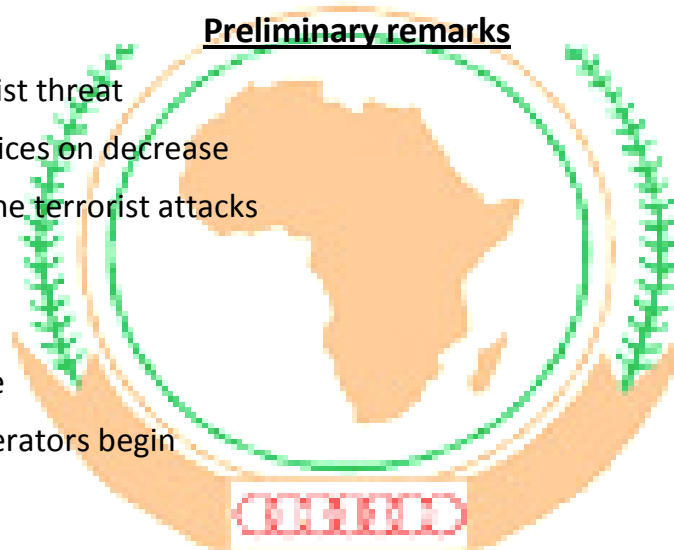 Preliminary remarks
ist threat
ices on decrease
ne terrorist attacks
e
erators begin